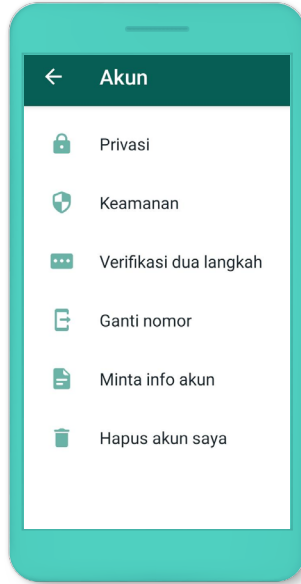 Akun
Privasi
Keamanan
Verifikasi dua langkah
Ganti nomor
Minta info akun
Hapus akun saya